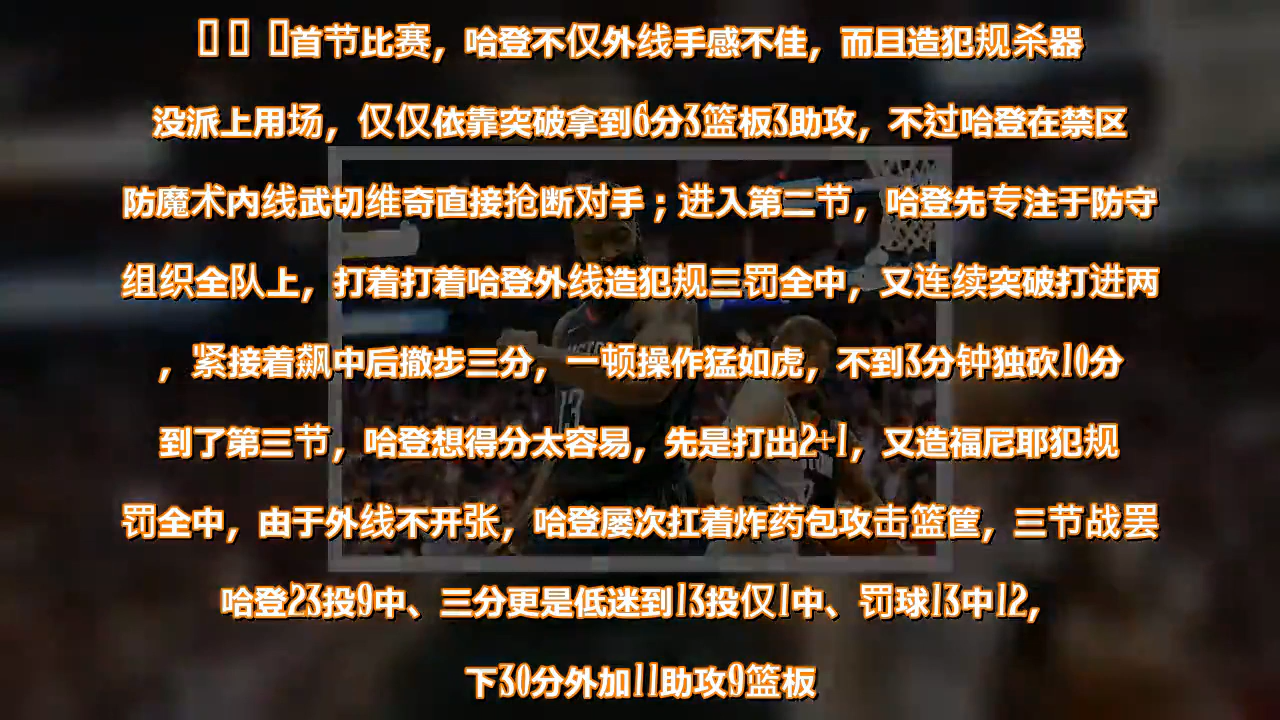 首节比赛，哈登不仅外线手感不佳，而且造犯规杀器
没派上用场，仅仅依靠突破拿到6分3篮板3助攻，不过哈登在禁区
防魔术内线武切维奇直接抢断对手；进入第二节，哈登先专注于防守
组织全队上，打着打着哈登外线造犯规三罚全中，又连续突破打进两
，紧接着飙中后撤步三分，一顿操作猛如虎，不到3分钟独砍10分
到了第三节，哈登想得分太容易，先是打出2+1，又造福尼耶犯规
罚全中，由于外线不开张，哈登屡次扛着炸药包攻击篮筐，三节战罢
哈登23投9中、三分更是低迷到13投仅1中、罚球13中12，
下30分外加11助攻9篮板
13